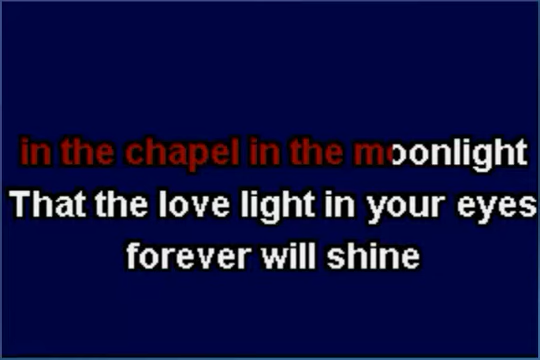 in the chapel in the moonlight
That the love light in your eyes
forever will shine